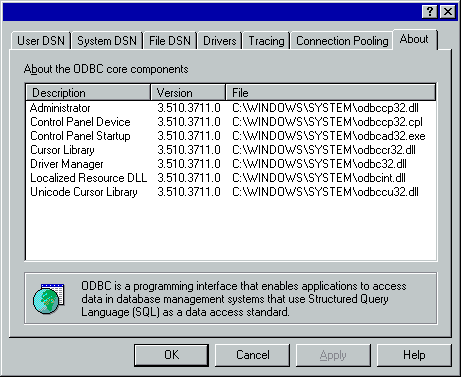 User DSN System DSN File DSN Drivers Tracing Connection Pooling About
About the ODBC core components
Description Version File
Administrator 3.510.3711.0 C:\WINDOWS\SYSTEM\odbccp32.dll
Control Panel Device 3.510.3711.0 C:\WINDOWS\SYSTEM\odbccp32.cpl
Control Panel Startup 3.510.3711.0 C:\WINDOWS\SYSTEM\odbcad32.exe
Cursor Library 3.510.3711.0 C:\WINDOWS\SYSTEM\odbccr32.dll
Driver Manager 3.510.3711.0 C:\WINDOWS\SYSTEM\odbc32.dll
Localized Resource DLL 3.510.3711.0 C:\WINDOWS\SYSTEM\odbcint.dll
Unicode Cursor Library 3.510.3711.0 C:\WINDOWS\SYSTEM\odbccu32.dll
ODBC is a programming interface that enables applications to access
data in database management systems that use Structured Query
Language (SQL) as a data access standard.
OK Cancel Apply Help